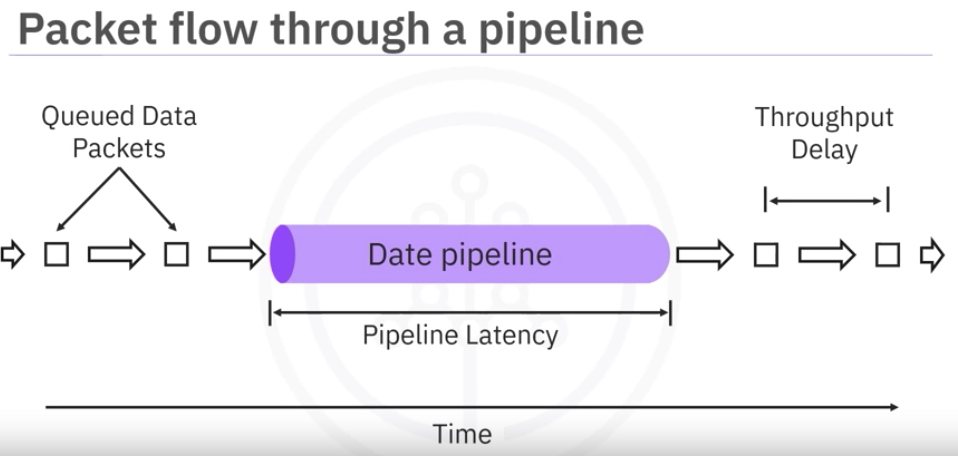 Packet flow through a pipeline
Queued Data
Packets
Throughput
Delay
Date pipeline
Pipeline Latency
Time